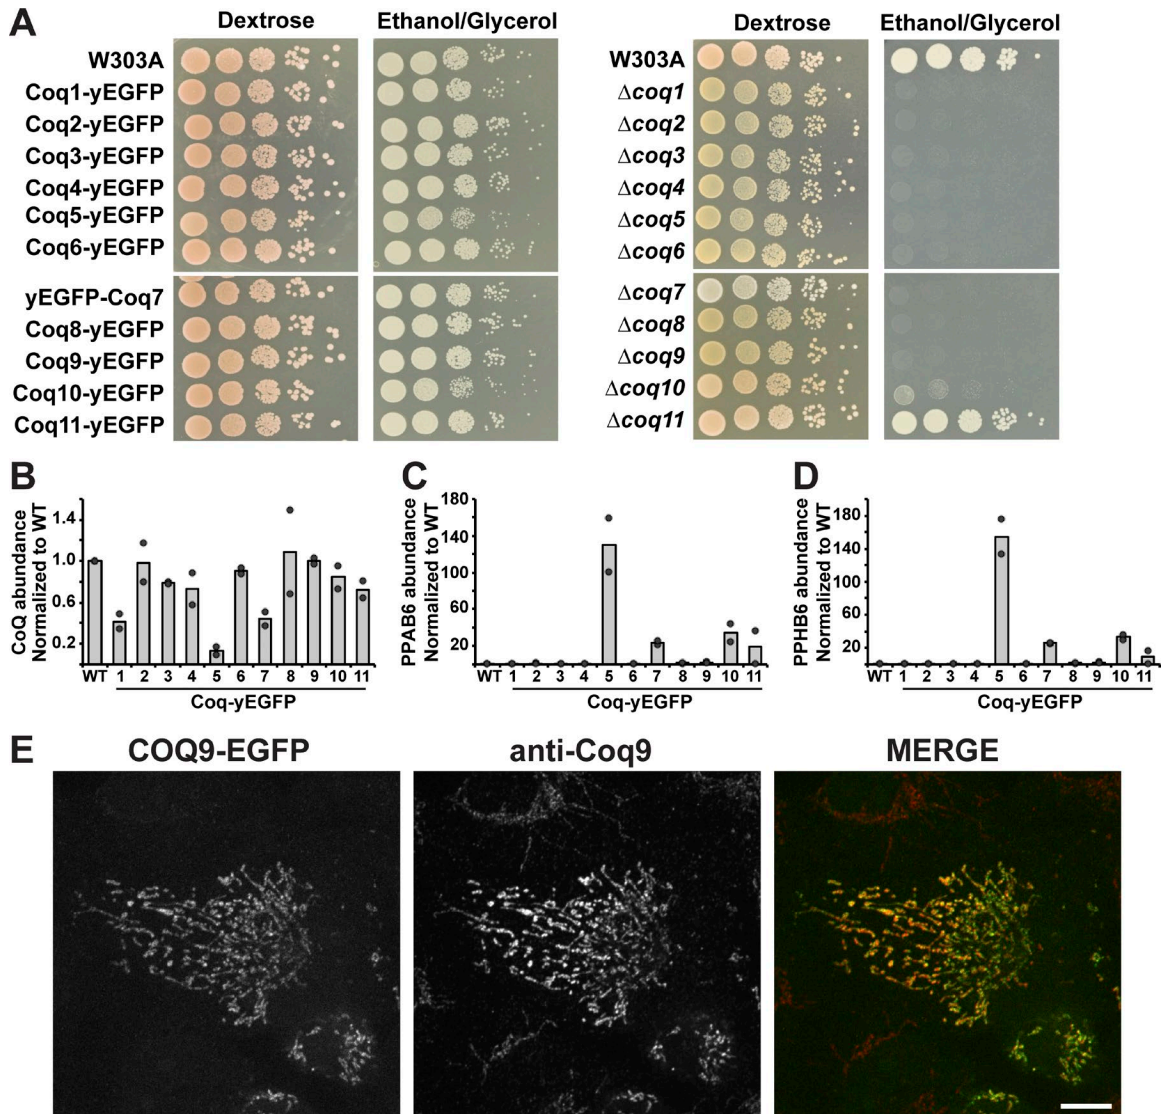 A
Dextrose Ethanol/Glycerol
W303A
Coq1-yEGFP
Coq2-yEGFP
Coq3-yEGFP
Coq4-yEGFP
Coq5-yEGFP
Coq6-yEGFP
yEGFP-Coq7
Coq8-yEGFP
Coq9-yEGFP
Coq10-yEGFP
Coq11-yEGFP
Dextrose Ethanol/Glycerol
W303A
Δcoq1
Δcoq2
Δcoq3
Δcoq4
Δcoq5
Δcoq6
Δcoq7
Δcoq8
Δcoq9
Δcoq10
Δcoq11
B
CoQ abundance
Normalized to WT
1.4
1.0
0.6
0.2
WT 1 2 3 4 5 6 7 8 9 10 11
Coq-yEGFP
C
PPAB6 abundance
Normalized to WT
180
140
100
60
20
WT 1 2 3 4 5 6 7 8 9 10 11
Coq-yEGFP
D
PPHB6 abundance
Normalized to WT
180
140
100
60
20
WT 1 2 3 4 5 6 7 8 9 10 11
Coq-yEGFP
E
COQ9-EGFP anti-Coq9 MERGE